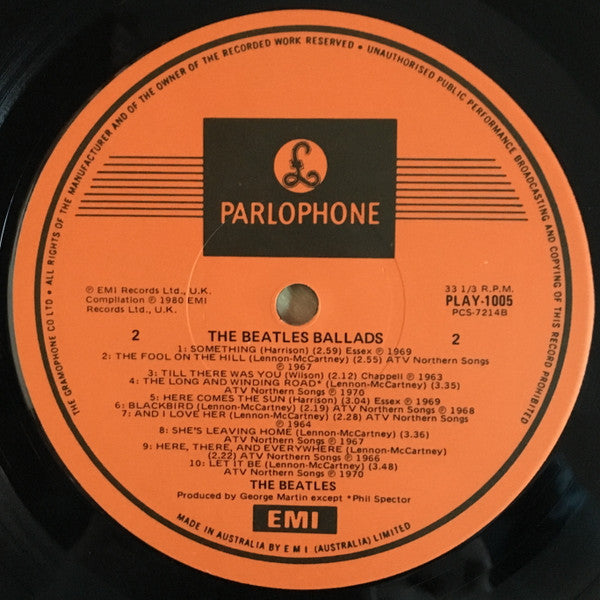 THE GRAMOPHONE CO LTD • ALL RIGHTS OF THE MANUFACTURER AND OF THE OWNER OF THE RECORDED WORK RESERVED • UNAUTHORISED PUBLIC PERFORMANCE BROADCASTING AND COPYING OF THIS RECORD PROHIBITED
£
PARLOPHONE
℗ EMI Records Ltd., U.K.
Compilation ℗ 1980 EMI
Records Ltd., U.K.
33 1/3 R.P.M.
PLAY-1005
PCS-7214B
2 THE BEATLES BALLADS 2
1: SOMETHING (Harrison) (2.59) Essex ℗ 1969
2: THE FOOL ON THE HILL (Lennon-McCartney) (2.55) ATV Northern Songs
℗ 1967
3: TILL THERE WAS YOU (Wilson) (2.12) Chappell ℗ 1963
4: THE LONG AND WINDING ROAD* (Lennon-McCartney) (3.35)
ATV Northern Songs ℗ 1970
5: HERE COMES THE SUN (Harrison) (3.04) Essex ℗ 1969
6: BLACKBIRD (Lennon-McCartney) (2.19) ATV Northern Songs ℗ 1968
7: AND I LOVE HER (Lennon-McCartney) (2.28) ATV Northern Songs
℗ 1964
8: SHE'S LEAVING HOME (Lennon-McCartney) (3.36)
ATV Northern Songs ℗ 1967
9: HERE, THERE, AND EVERYWHERE (Lennon-McCartney)
(2.22) ATV Northern Songs ℗ 1966
10: LET IT BE (Lennon-McCartney) (3.48)
ATV Northern Songs ℗ 1970
THE BEATLES
Produced by George Martin except *Phil Spector
EMI
MADE IN AUSTRALIA BY E M I (AUSTRALIA) LIMITED